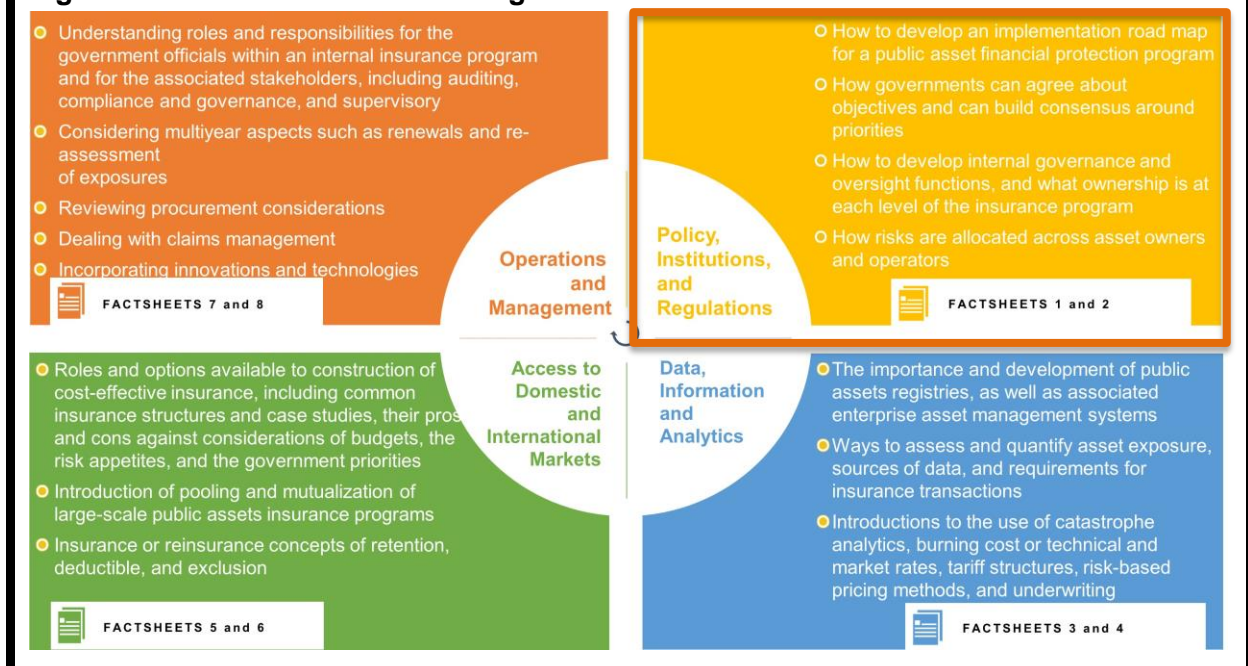 Understanding roles and responsibilities for the
government officials within an internal insurance program
and for the associated stakeholders, including auditing,
compliance and governance, and supervisory
Considering multiyear aspects such as renewals and re-
assessment
of exposures
Reviewing procurement considerations
Dealing with claims management
Incorporating innovations and technologies
FACTSHEETS 7 and 8
Operations
and
Management
How to develop an implementation road map
for a public asset financial protection program
How governments can agree about
objectives and can build consensus around
priorities
How to develop internal governance and
oversight functions, and what ownership is at
each level of the insurance program
How risks are allocated across asset owners
and operators
FACTSHEETS 1 and 2
Policy,
Institutions,
and
Regulations
Roles and options available to construction of
cost-effective insurance, including common
insurance structures and case studies, their pros
and cons against considerations of budgets, the
risk appetites, and the government priorities
Introduction of pooling and mutualization of
large-scale public assets insurance programs
Insurance or reinsurance concepts of retention,
deductible, and exclusion
FACTSHEETS 5 and 6
Access to
Domestic
and
International
Markets
Data,
Information
and
Analytics
The importance and development of public
assets registries, as well as associated
enterprise asset management systems
Ways to assess and quantify asset exposure,
sources of data, and requirements for
insurance transactions
Introductions to the use of catastrophe
analytics, burning cost or technical and
market rates, tariff structures, risk-based
pricing methods, and underwriting
FACTSHEETS 3 and 4